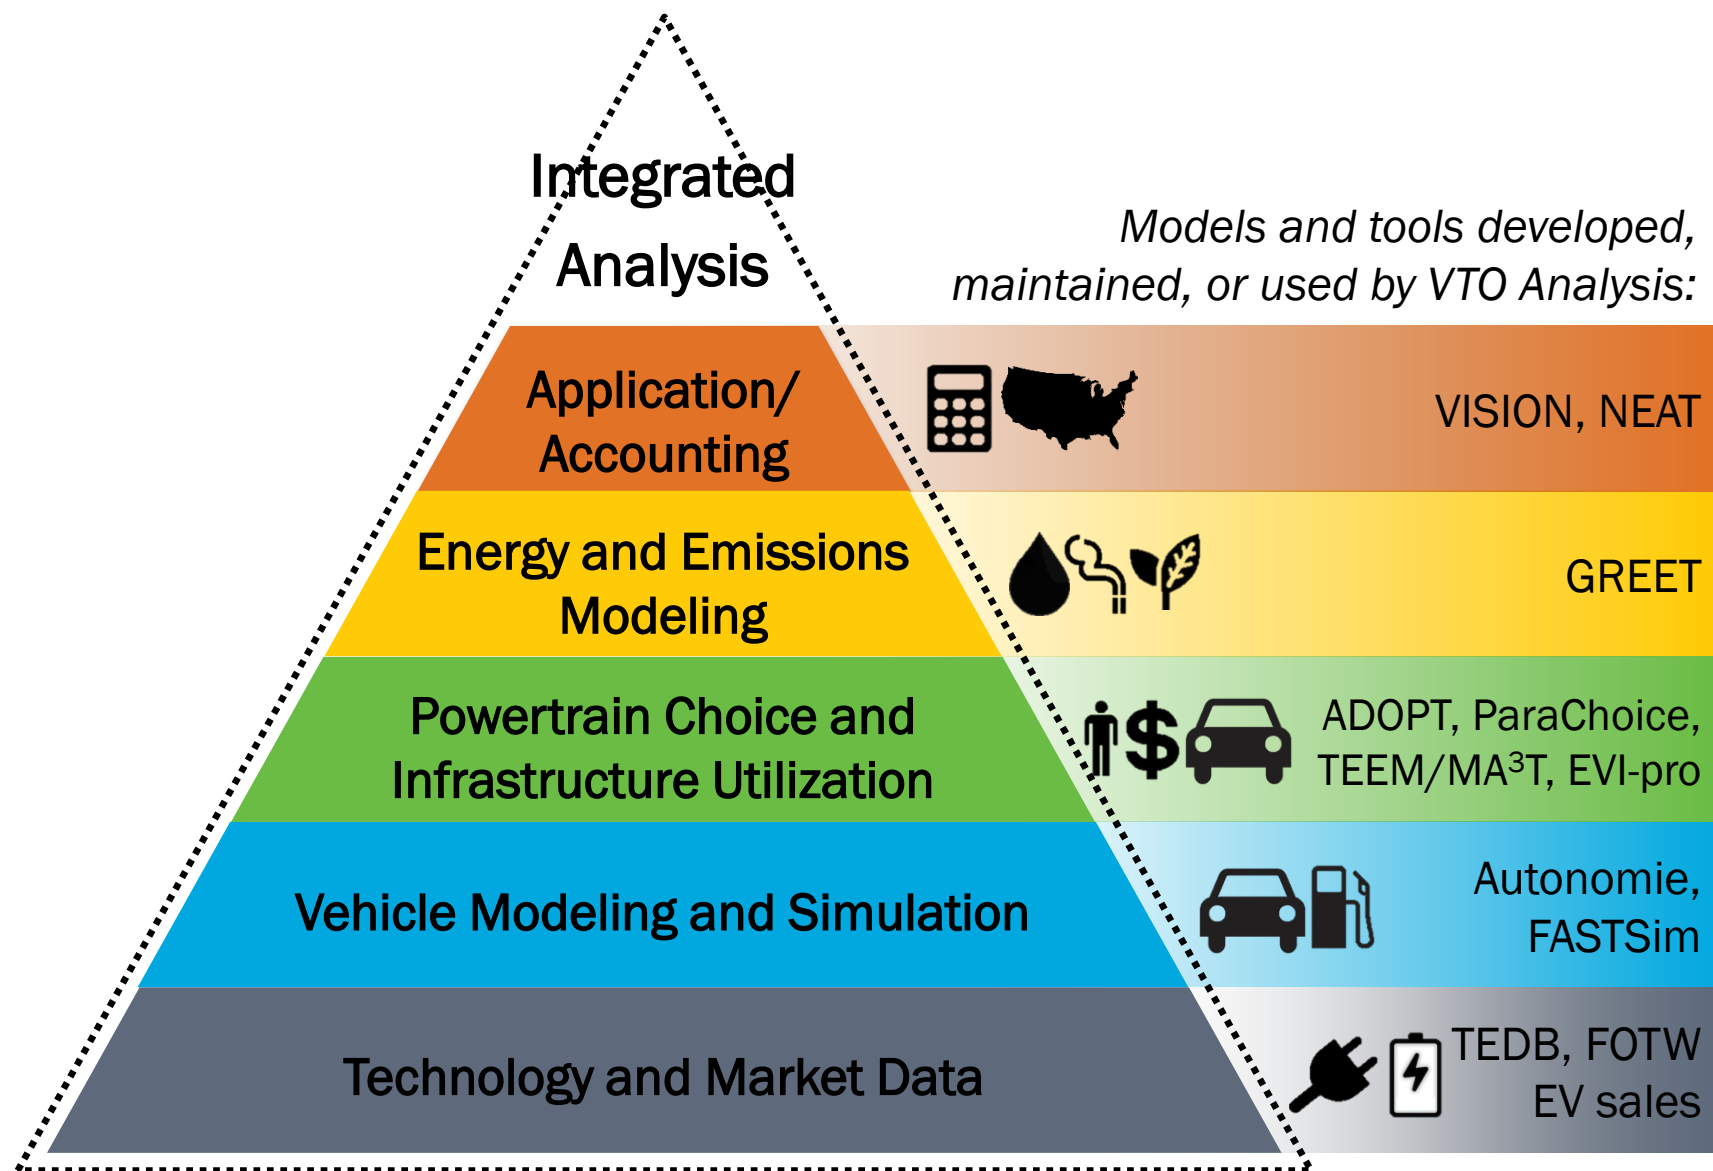 Integrated
Analysis
Models and tools developed,
maintained, or used by VTO Analysis:
Application/
Accounting
VISION, NEAT
Energy and Emissions
Modeling
GREET
Powertrain Choice and
Infrastructure Utilization
ADOPT, ParaChoice,
TEEM/MA³T, EVI-pro
Vehicle Modeling and Simulation
Autonomie,
FASTSim
Technology and Market Data
TEDB, FOTW
EV sales